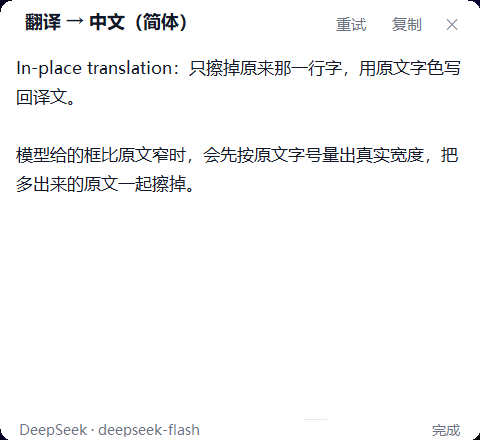 翻译 → 中文（简体）
重试 复制 ×
In-place translation：只擦掉原来那一行字，用原文字色写
回译文。
模型给的框比原文窄时，会先按原文字号量出真实宽度，把
多出来的原文一起擦掉。
DeepSeek · deepseek-flash
完成